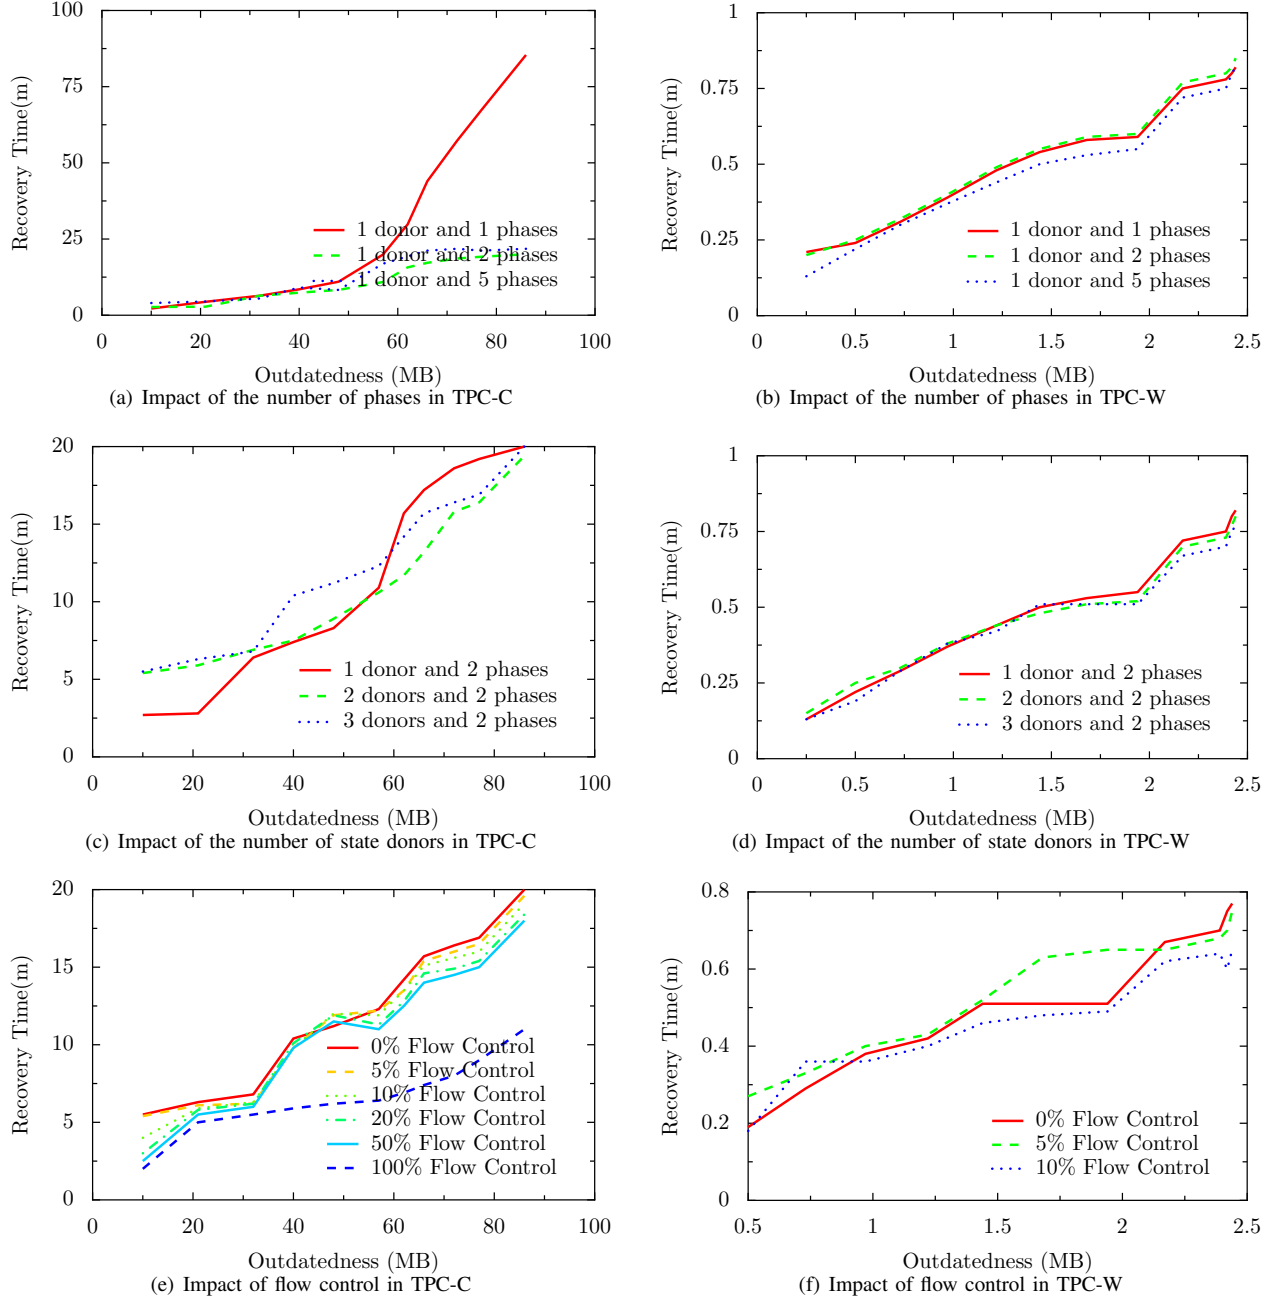 100
75
50
25
0
0 20 40 60 80 100
Recovery Time(m)
Outdatedness (MB)
1 donor and 1 phases
1 donor and 2 phases
1 donor and 5 phases
(a) Impact of the number of phases in TPC-C
1
0.75
0.5
0.25
0
0 0.5 1 1.5 2 2.5
Recovery Time(m)
Outdatedness (MB)
1 donor and 1 phases
1 donor and 2 phases
1 donor and 5 phases
(b) Impact of the number of phases in TPC-W
20
15
10
5
0
0 20 40 60 80 100
Recovery Time(m)
Outdatedness (MB)
1 donor and 2 phases
2 donors and 2 phases
3 donors and 2 phases
(c) Impact of the number of state donors in TPC-C
1
0.75
0.5
0.25
0
0 0.5 1 1.5 2 2.5
Recovery Time(m)
Outdatedness (MB)
1 donor and 2 phases
2 donors and 2 phases
3 donors and 2 phases
(d) Impact of the number of state donors in TPC-W
20
15
10
5
0
0 20 40 60 80 100
Recovery Time(m)
Outdatedness (MB)
0% Flow Control
5% Flow Control
10% Flow Control
20% Flow Control
50% Flow Control
100% Flow Control
(e) Impact of flow control in TPC-C
0.8
0.6
0.4
0.2
0
0.5 1 1.5 2 2.5
Recovery Time(m)
Outdatedness (MB)
0% Flow Control
5% Flow Control
10% Flow Control
(f) Impact of flow control in TPC-W